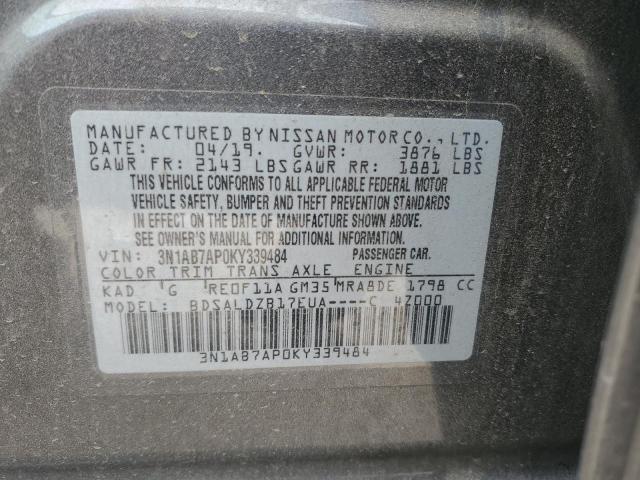 MANUFACTURED BY NISSAN MOTOR CO., LTD.
DATE: 04/19. GVWR: 3876 LBS
GAWR FR: 2143 LBS GAWR RR: 1881 LBS
THIS VEHICLE CONFORMS TO ALL APPLICABLE FEDERAL MOTOR
VEHICLE SAFETY, BUMPER AND THEFT PREVENTION STANDARDS
IN EFFECT ON THE DATE OF MANUFACTURE SHOWN ABOVE.
SEE OWNER'S MANUAL FOR ADDITIONAL INFORMATION.
VIN: 3N1AB7AP0KY339484 PASSENGER CAR.
COLOR TRIM TRANS AXLE ENGINE
KAD G RE0F11A GM35 MRA8DE 1798 CC
MODEL: BDSALDZB17EUA----C 4Z000
3N1AB7AP0KY339484